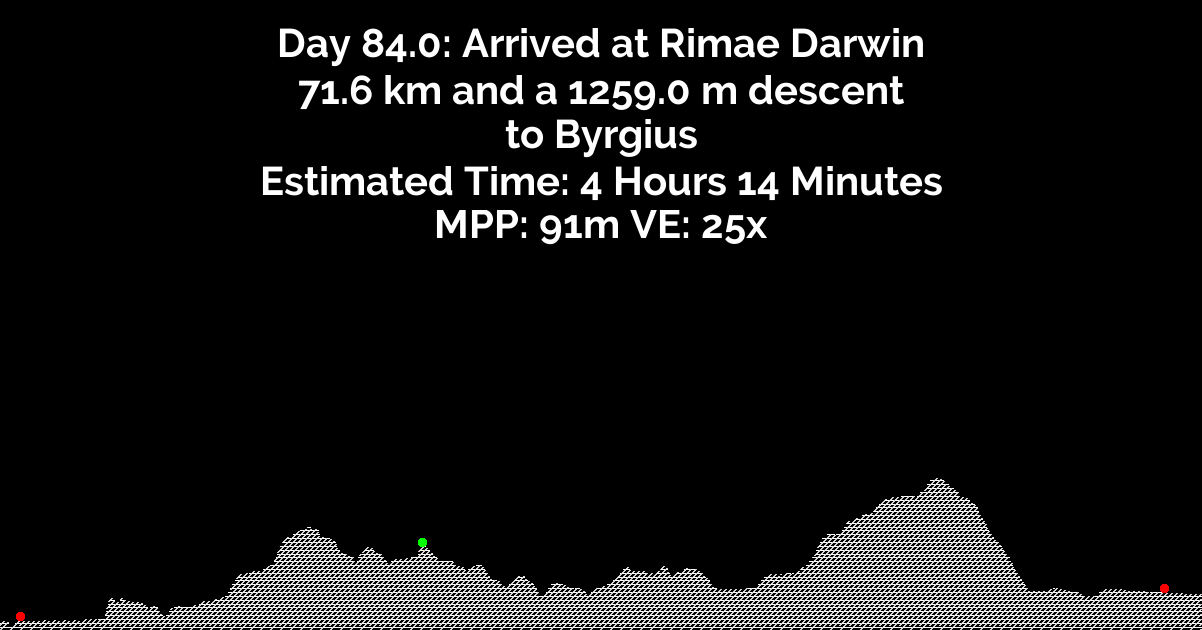 Day 84.0: Arrived at Rimae Darwin
71.6 km and a 1259.0 m descent
to Byrgius
Estimated Time: 4 Hours 14 Minutes
MPP: 91m VE: 25x